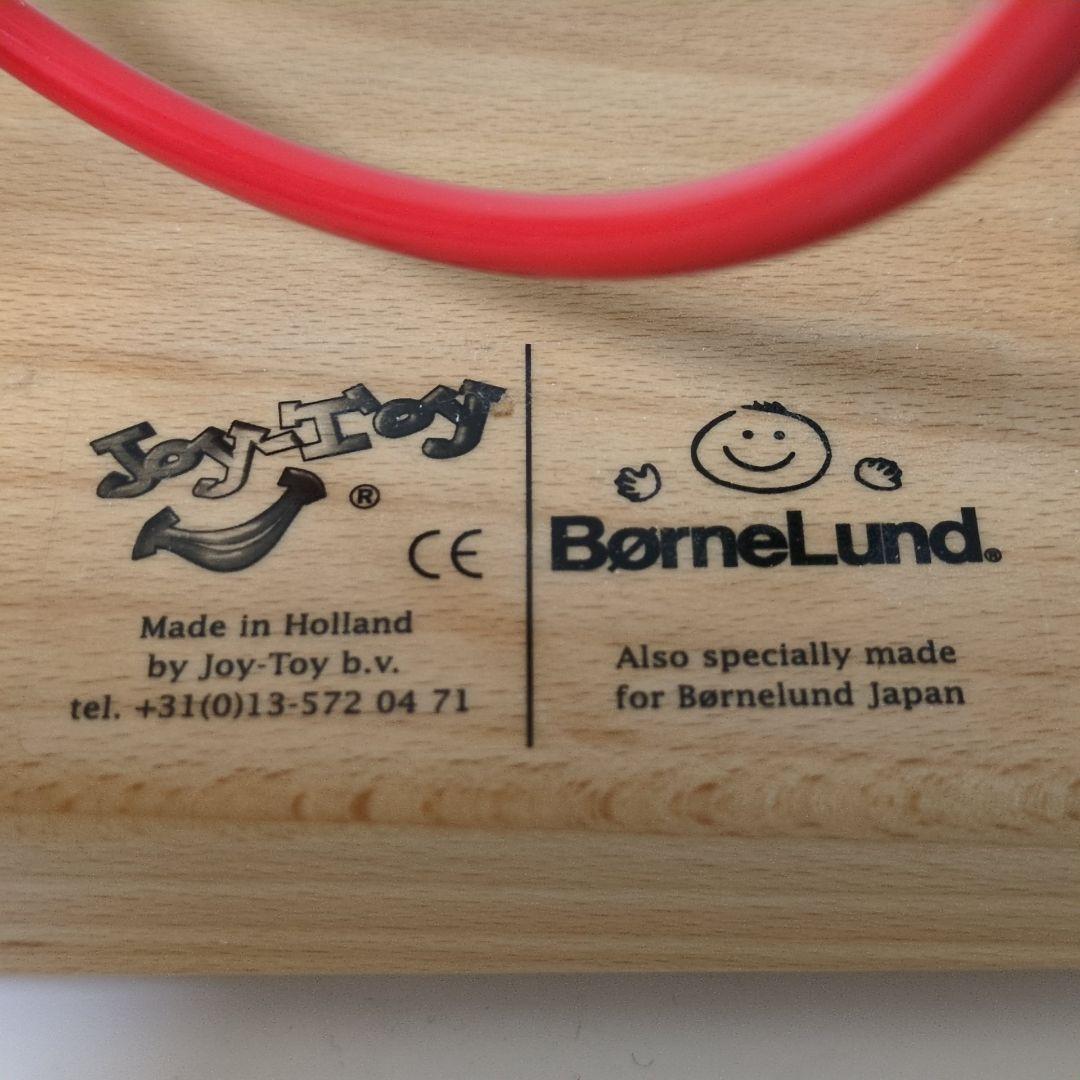 Joy-Toy ®
CE
Made in Holland
by Joy-Toy b.v.
tel. +31(0)13-572 04 71
BørneLund®
Also specially made
for Børnelund Japan